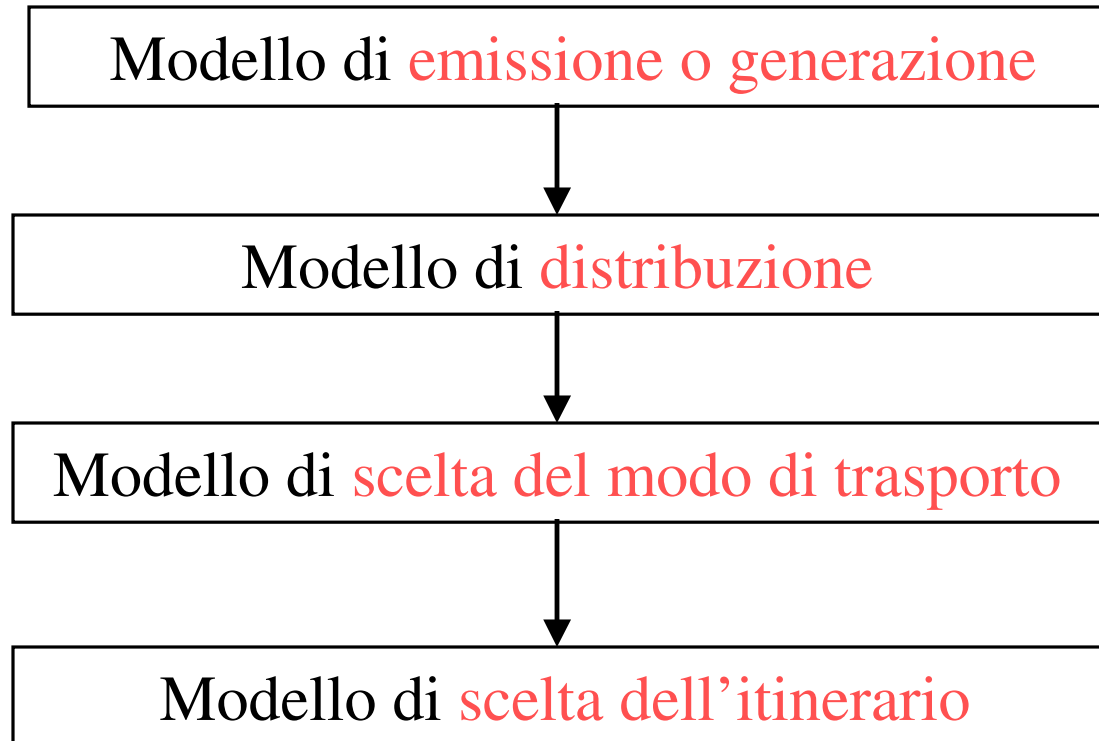 Modello di emissione o generazione
Modello di distribuzione
Modello di scelta del modo di trasporto
Modello di scelta dell’itinerario